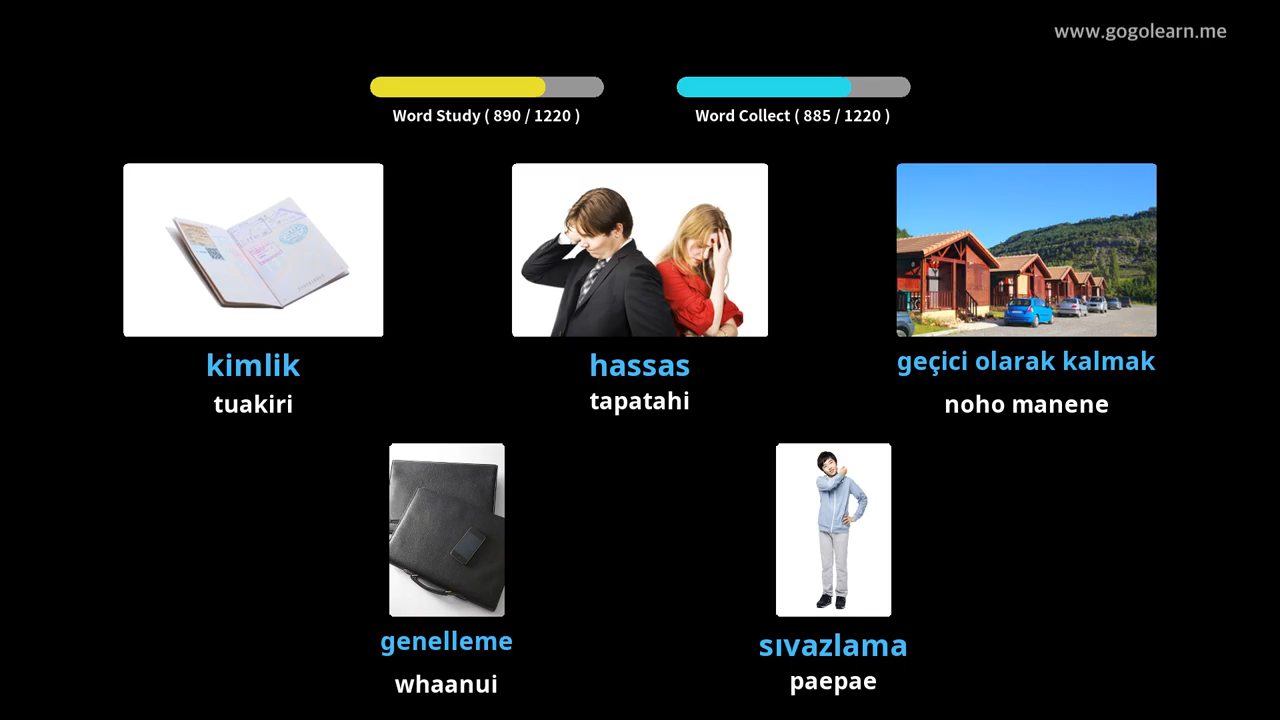 www.gogolearn.me
Word Study ( 890 / 1220 )
Word Collect ( 885 / 1220 )
kimlik
tuakiri
hassas
tapatahi
geçici olarak kalmak
noho manene
genelleme
whaanui
sıvazlama
paepae